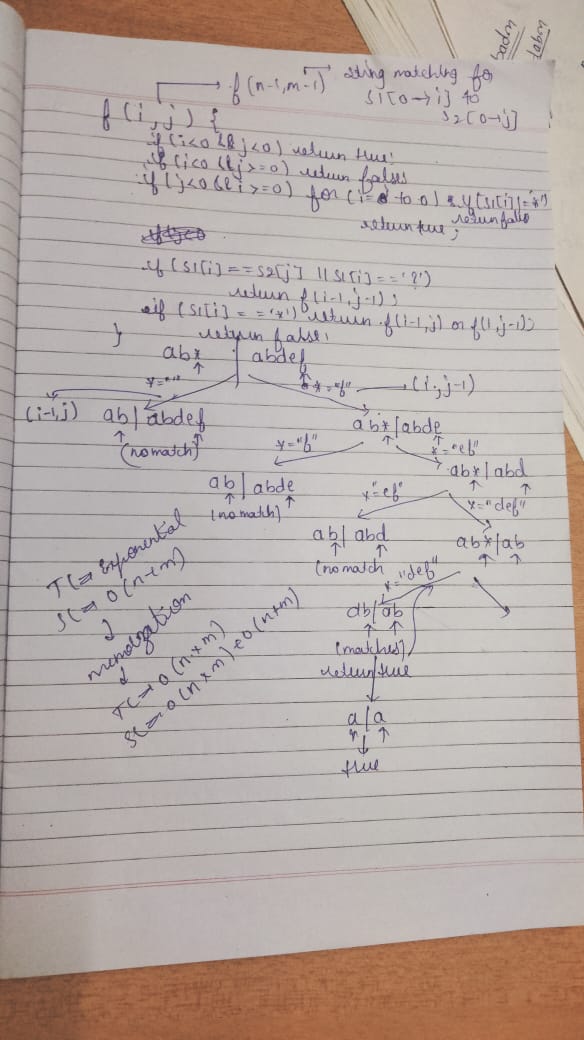 f(n-1,m-1) string matching for
S1[0→i] to
S2[0→j]
f(i,j) {
if(i<0 && j<0) return true;
if(i<0 && j>=0) return false;
if(j<0 && i>=0) for(i= to 0) if(S1[i]!='*')
return false
return true;
if(S1[i]==S2[j] || S1[i]=='?')
return f(i-1,j-1);
if(S1[i]=='*') return f(i-1,j) or f(i,j-1);
return false;
}
ab* | abdef
*="" *="f" (i,j-1)
(i-1,j) ab | abdef ab* | abde
(no match) *="f" *="ef"
ab | abde ab* | abd
(no match) *="ef" *="def"
ab | abd ab* | ab
(no match *="def"
ab | ab
(matches)
return true
a | a
true
TC → exponential
SC → O(n+m)
memoization
TC → O(n×m)
SC → O(n×m)+O(n+m)